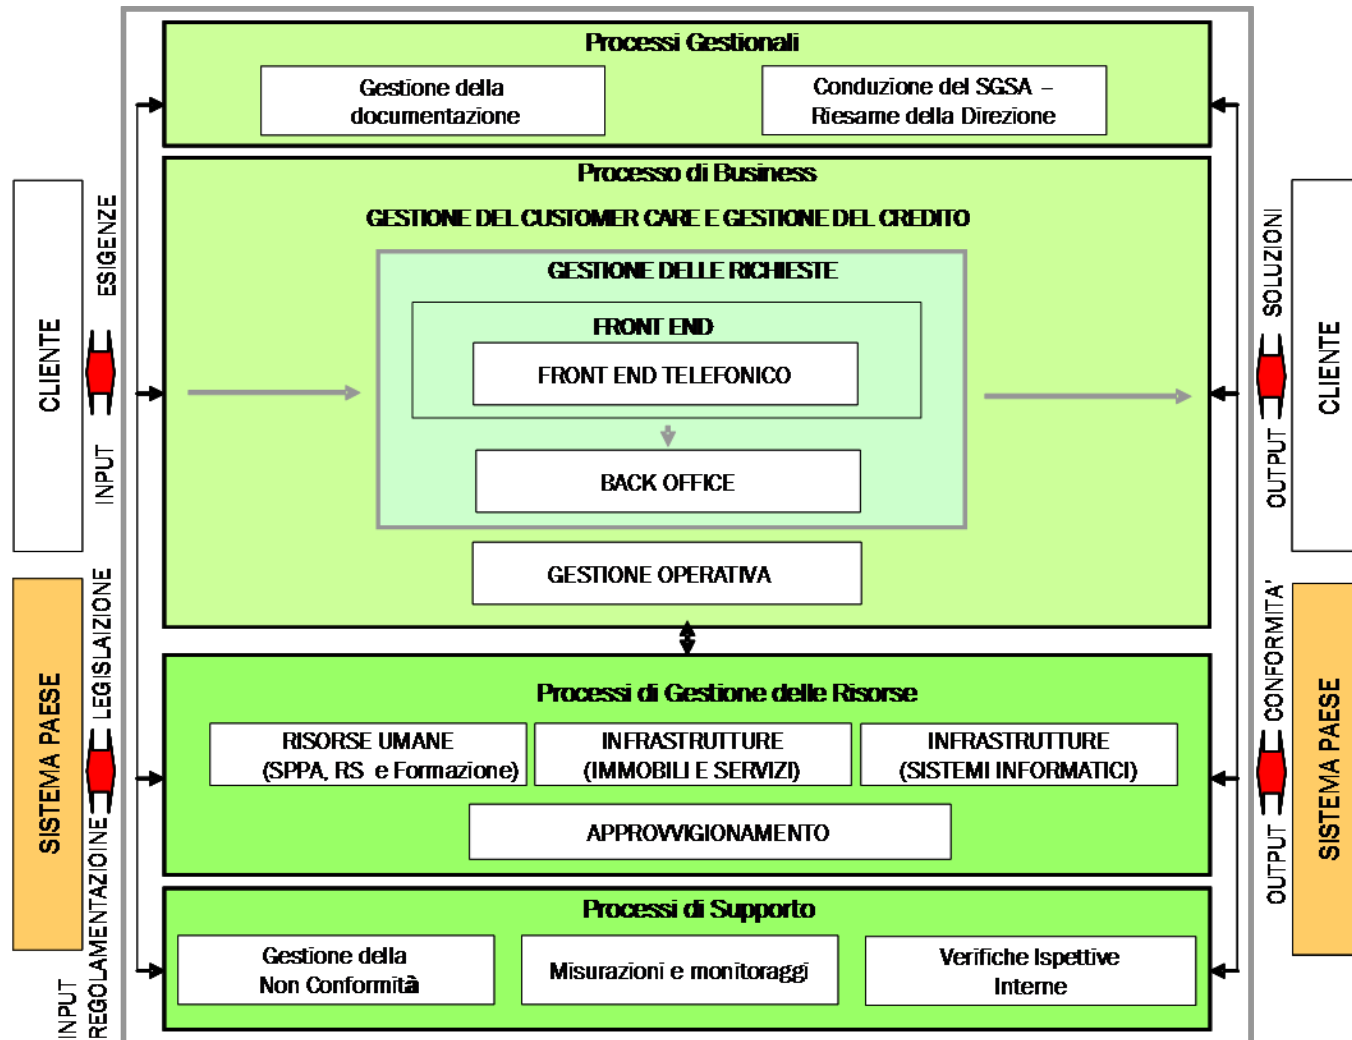 Processi Gestionali
Gestione della
documentazione
Conduzione del SGSA –
Riesame della Direzione
Processo di Business
GESTIONE DEL CUSTOMER CARE E GESTIONE DEL CREDITO
GESTIONE DELLE RICHIESTE
FRONT END
FRONT END TELEFONICO
BACK OFFICE
GESTIONE OPERATIVA
Processi di Gestione delle Risorse
RISORSE UMANE
(SPPA, RS e Formazione)
INFRASTRUTTURE
(IMMOBILI E SERVIZI)
INFRASTRUTTURE
(SISTEMI INFORMATICI)
APPROVVIGIONAMENTO
Processi di Supporto
Gestione della
Non Conformità
Misurazioni e monitoraggi
Verifiche Ispettive
Interne
CLIENTE
INPUT
ESIGENZE
SISTEMA PAESE
INPUT
REGOLAMENTAZIOINE
LEGISLAIZIONE
OUTPUT
SOLUZIONI
CLIENTE
OUTPUT
CONFORMITA'
SISTEMA PAESE